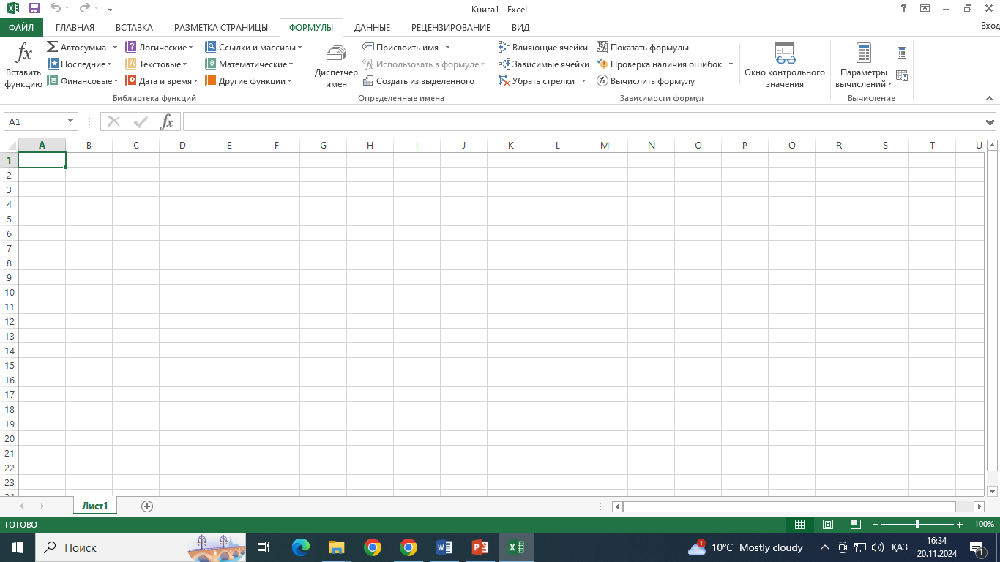 Книга1 - Excel
?
ФАЙЛ ГЛАВНАЯ ВСТАВКА РАЗМЕТКА СТРАНИЦЫ ФОРМУЛЫ ДАННЫЕ РЕЦЕНЗИРОВАНИЕ ВИД Вход
fx Вставить функцию
Σ Автосумма
Последние
Финансовые
Логические
Текстовые
Дата и время
Ссылки и массивы
Математические
Другие функции
Библиотека функций
Диспетчер имен
Присвоить имя
Использовать в формуле
Создать из выделенного
Определенные имена
Влияющие ячейки
Зависимые ячейки
Убрать стрелки
Показать формулы
Проверка наличия ошибок
Вычислить формулу
Зависимости формул
Окно контрольного значения
Параметры вычислений
Вычисление
A1 fx
A B C D E F G H I J K L M N O P Q R S T U
1
2
3
4
5
6
7
8
9
10
11
12
13
14
15
16
17
18
19
20
21
22
23
24
Лист1
ГОТОВО 100%
Поиск 1 10°C Mostly cloudy ҚАЗ 16:34
20.11.2024 1